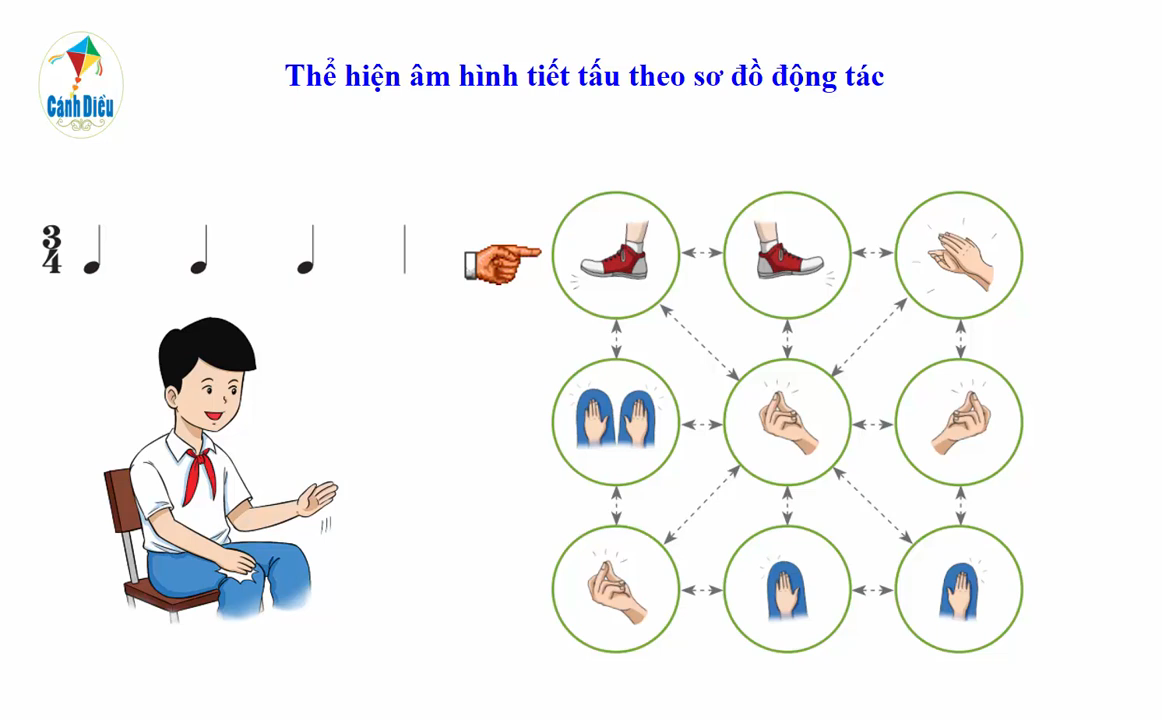 Cánh Diều
Thể hiện âm hình tiết tấu theo sơ đồ động tác
3
4